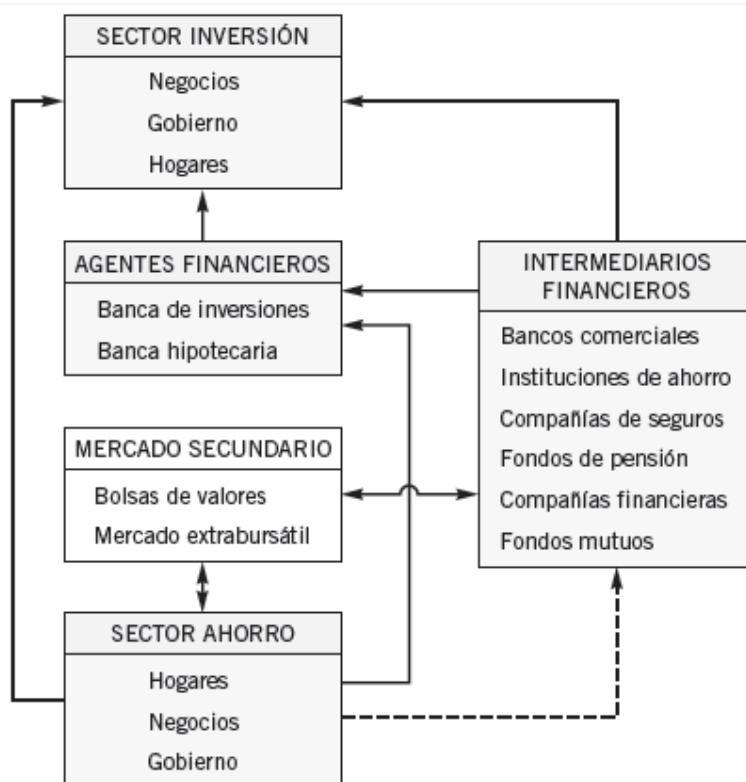 SECTOR INVERSIÓN
Negocios
Gobierno
Hogares
AGENTES FINANCIEROS
Banca de inversiones
Banca hipotecaria
INTERMEDIARIOS
FINANCIEROS
Bancos comerciales
Instituciones de ahorro
Compañías de seguros
Fondos de pensión
Compañías financieras
Fondos mutuos
MERCADO SECUNDARIO
Bolsas de valores
Mercado extrabursátil
SECTOR AHORRO
Hogares
Negocios
Gobierno